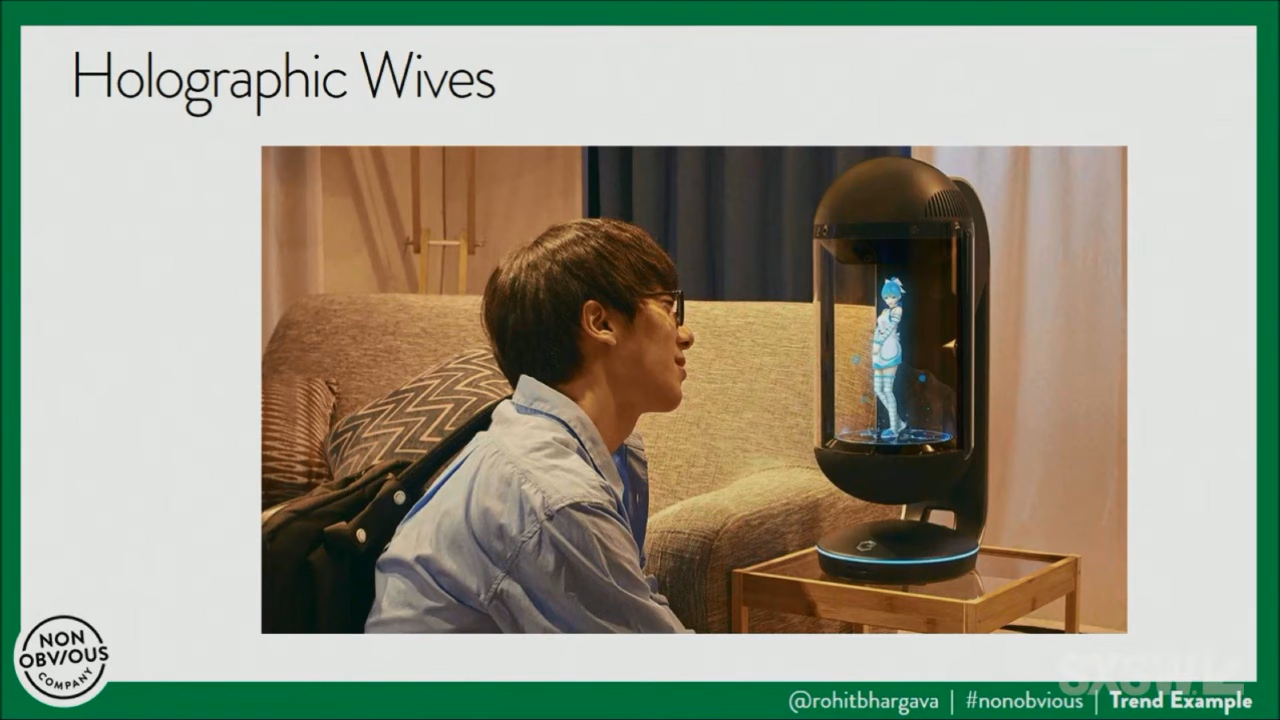 Holographic Wives
NON
OBV/OUS
COMPANY
SXSW
@rohitbhargava | #nonobvious | Trend Example